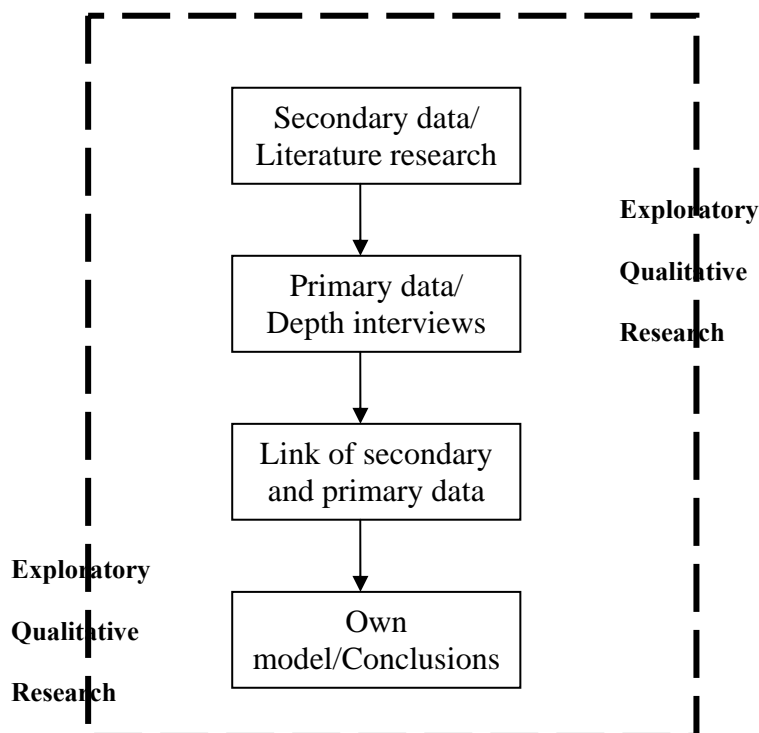 Secondary data/
Literature research
Exploratory
Qualitative
Research
Primary data/
Depth interviews
Link of secondary
and primary data
Exploratory
Qualitative
Research
Own
model/Conclusions